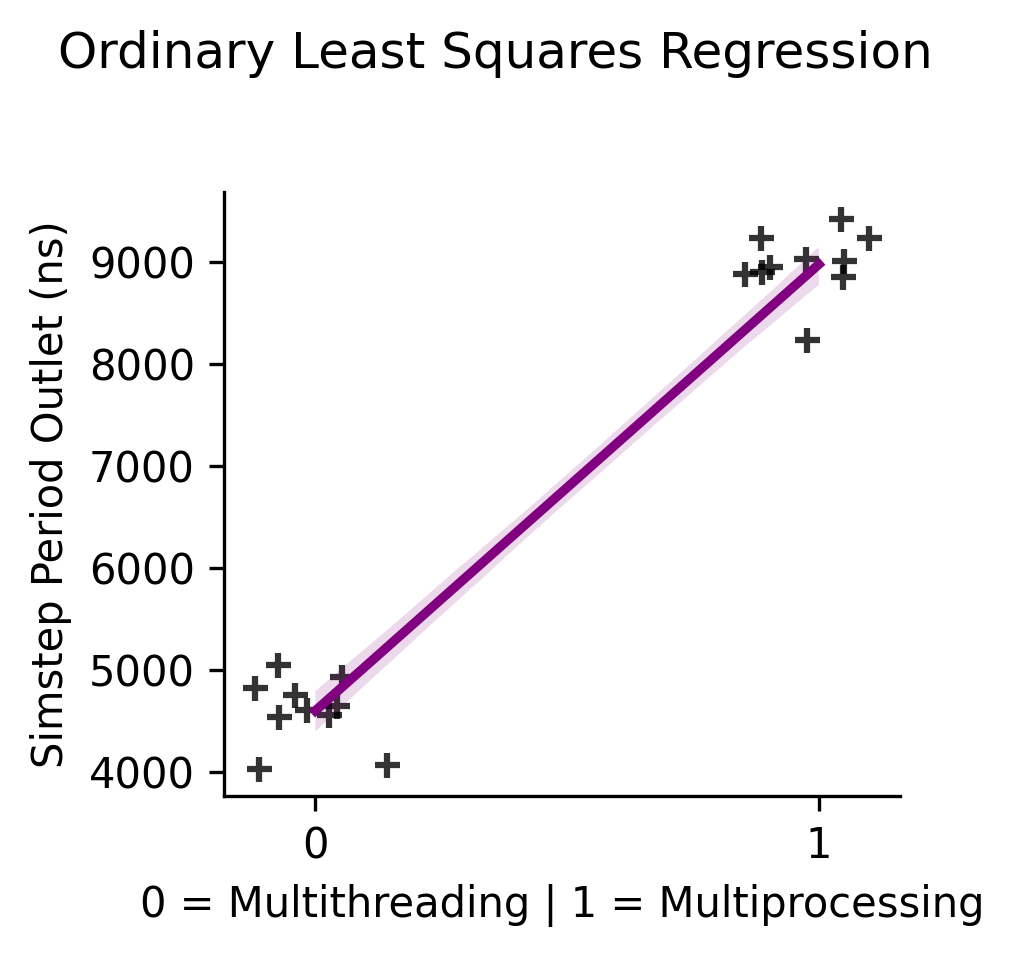 Ordinary Least Squares Regression
Simstep Period Outlet (ns)
9000
8000
7000
6000
5000
4000
0 1
0 = Multithreading | 1 = Multiprocessing